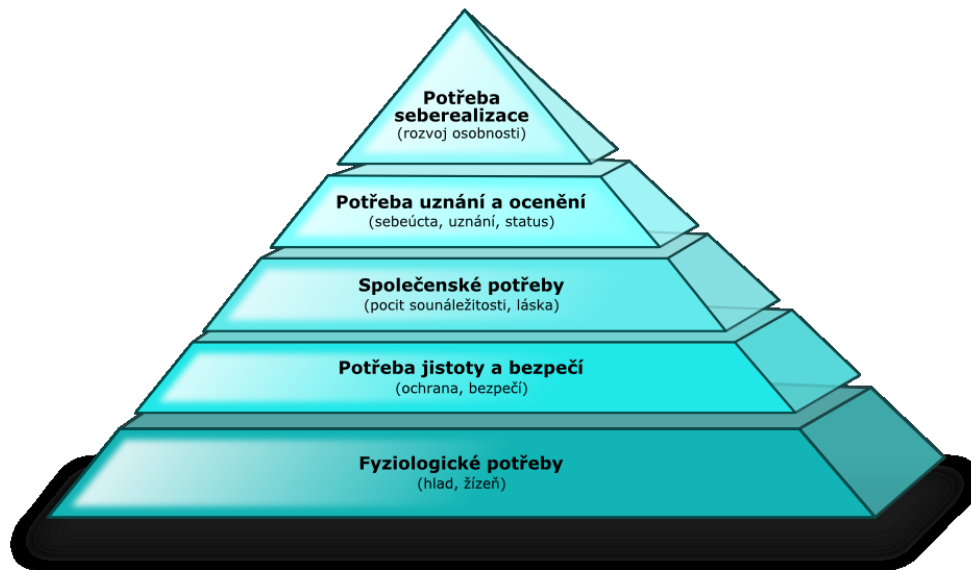 Potřeba
seberealizace
(rozvoj osobnosti)
Potřeba uznání a ocenění
(sebeúcta, uznání, status)
Společenské potřeby
(pocit sounáležitosti, láska)
Potřeba jistoty a bezpečí
(ochrana, bezpečí)
Fyziologické potřeby
(hlad, žízeň)